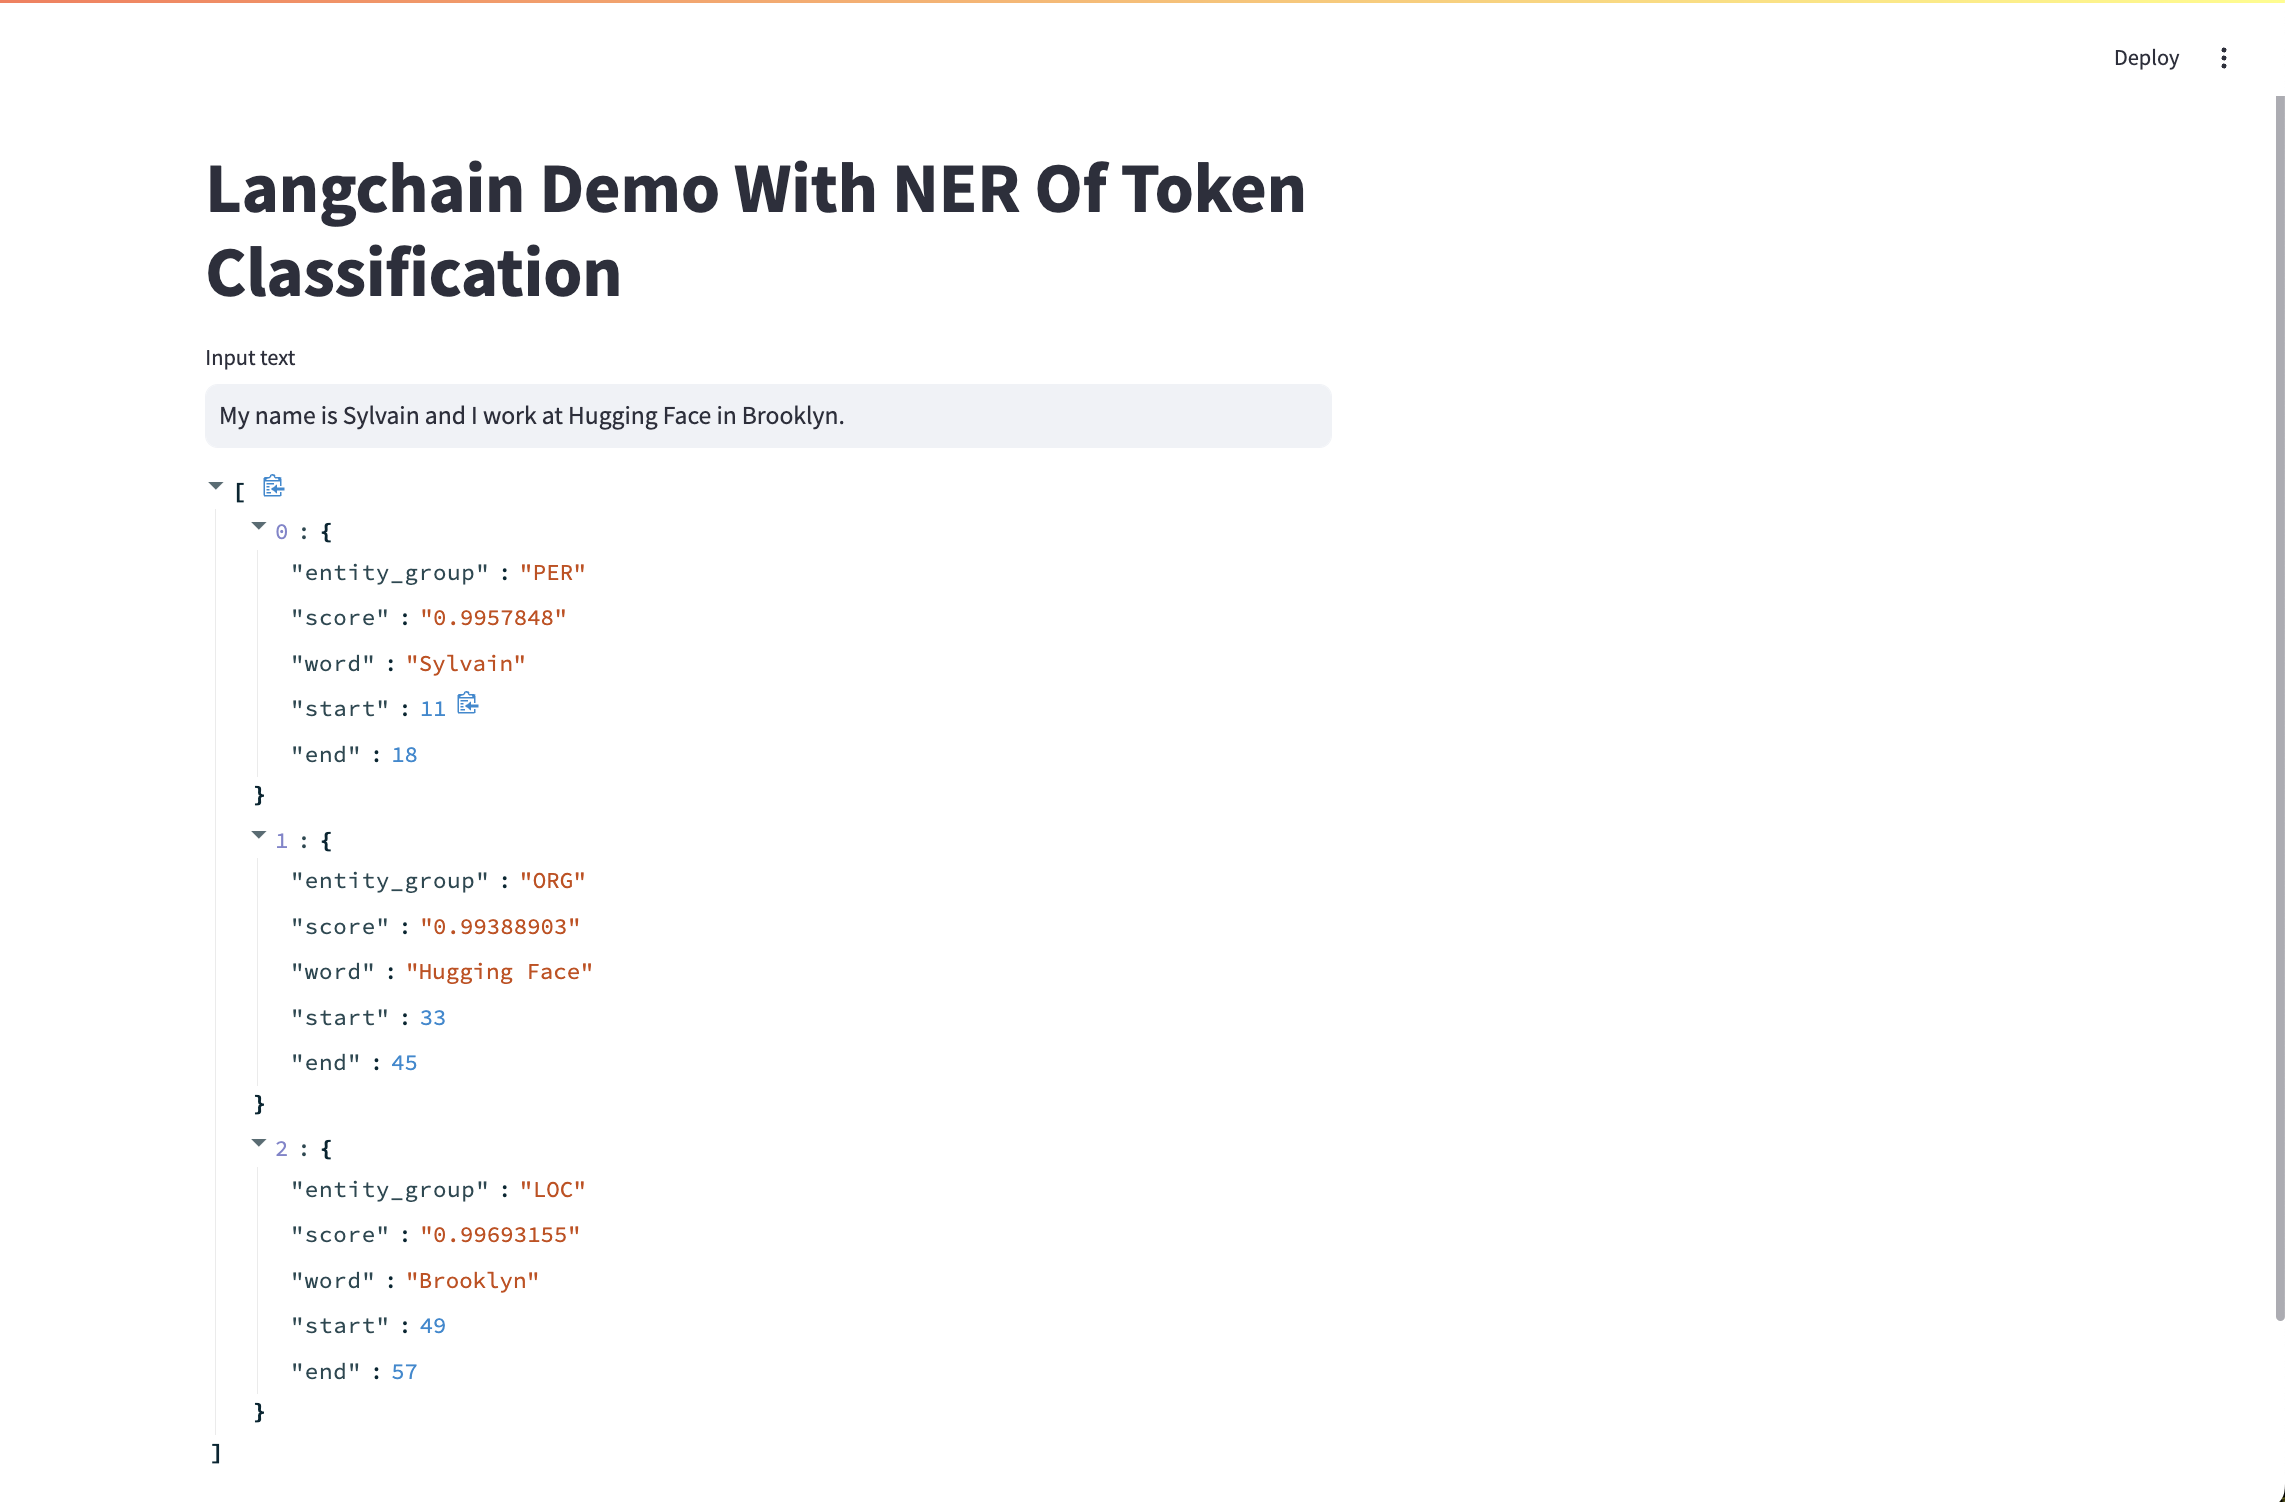 Deploy
Langchain Demo With NER Of Token
Classification
Input text
My name is Sylvain and I work at Hugging Face in Brooklyn.
[
0 : {
"entity_group" : "PER"
"score" : "0.9957848"
"word" : "Sylvain"
"start" : 11
"end" : 18
}
1 : {
"entity_group" : "ORG"
"score" : "0.99388903"
"word" : "Hugging Face"
"start" : 33
"end" : 45
}
2 : {
"entity_group" : "LOC"
"score" : "0.99693155"
"word" : "Brooklyn"
"start" : 49
"end" : 57
}
]